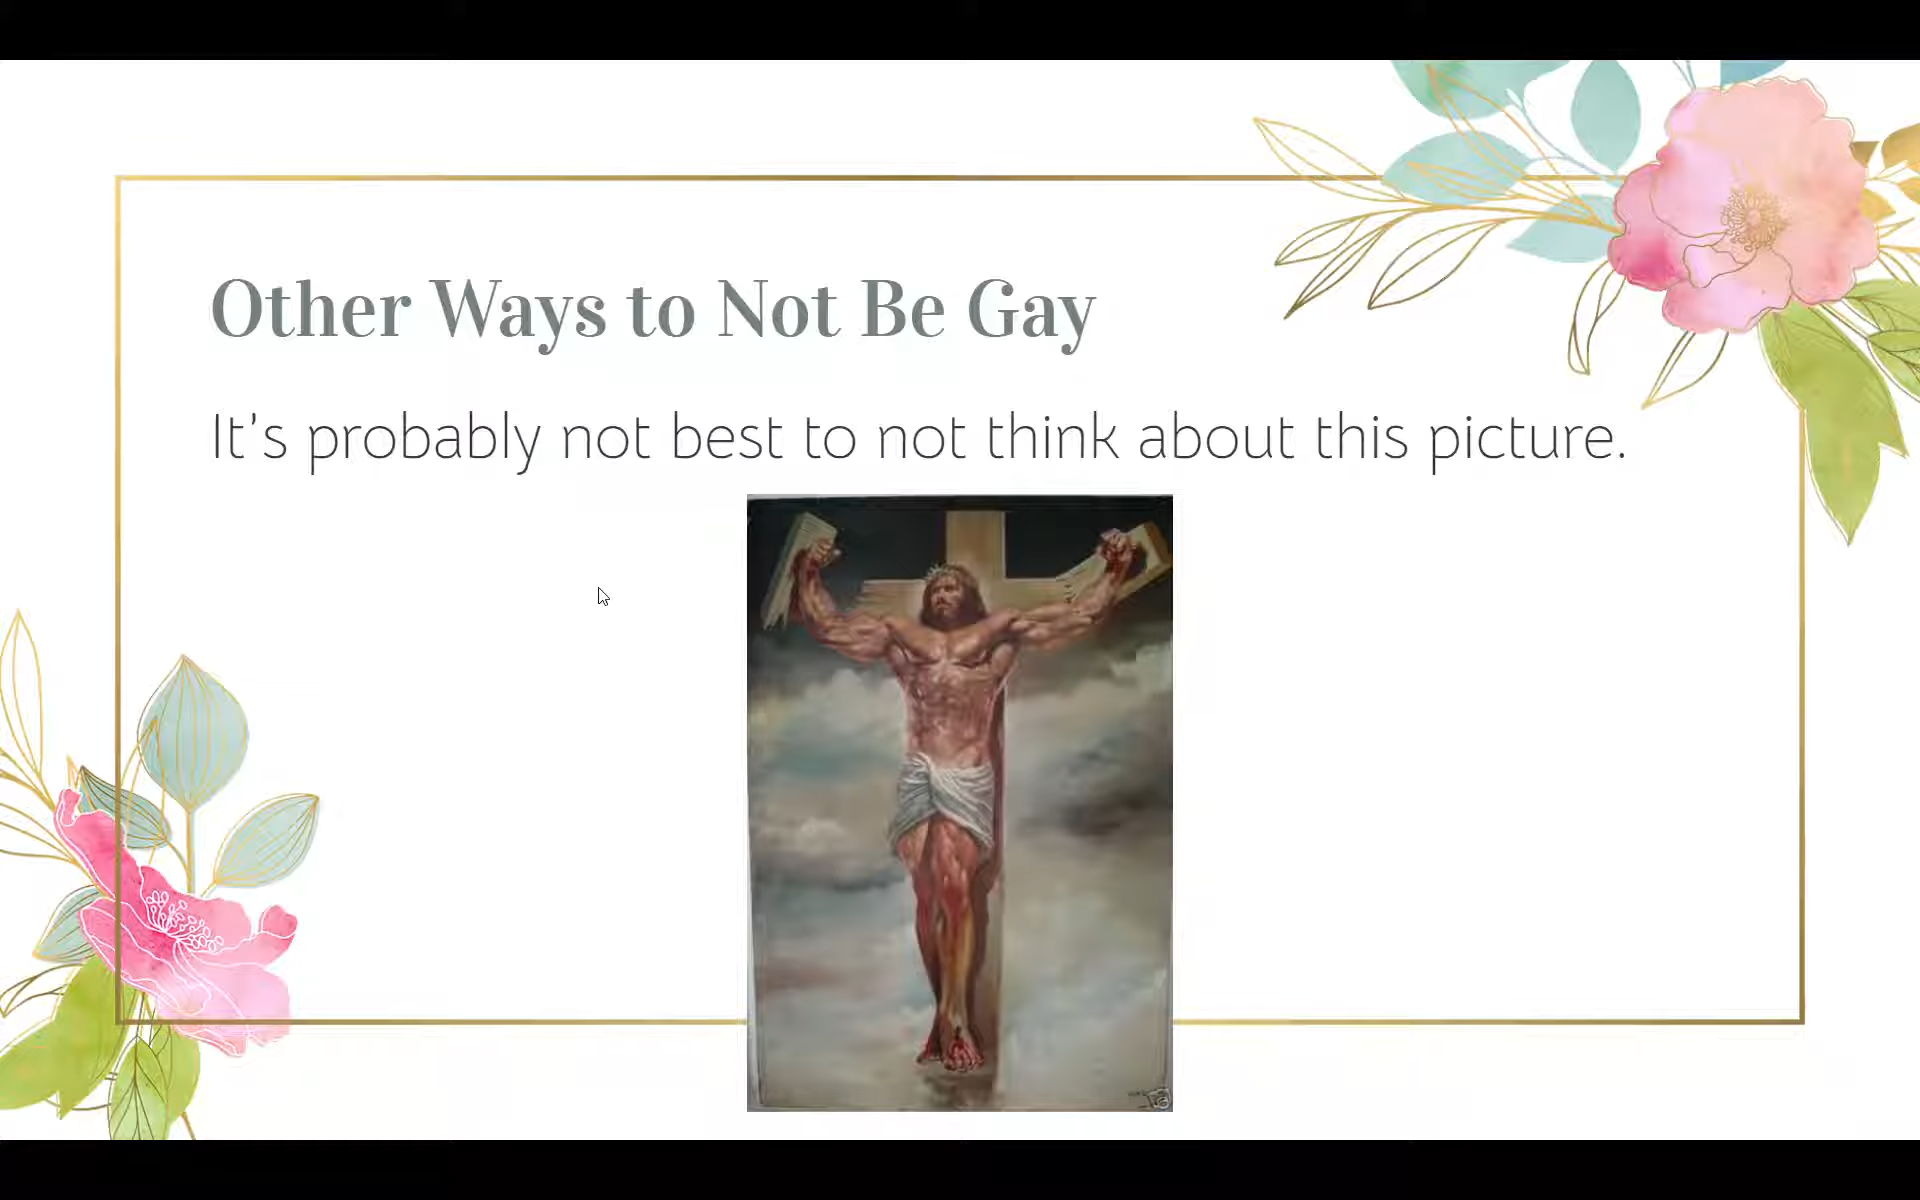 Other Ways to Not Be Gay
It's probably not best to not think about this picture.